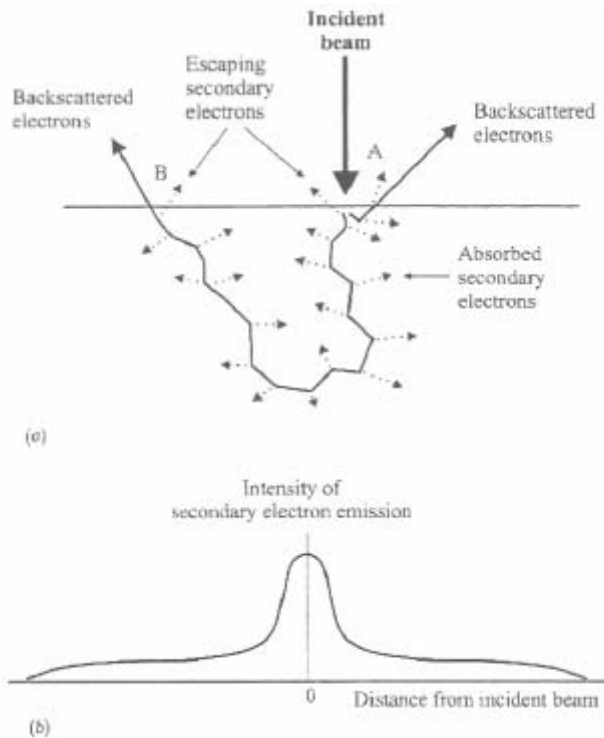 Incident
beam
Escaping
secondary
electrons
Backscattered
electrons
Backscattered
electrons
B
A
Absorbed
secondary
electrons
(a)
Intensity of
secondary electron emission
0
Distance from incident beam
(b)